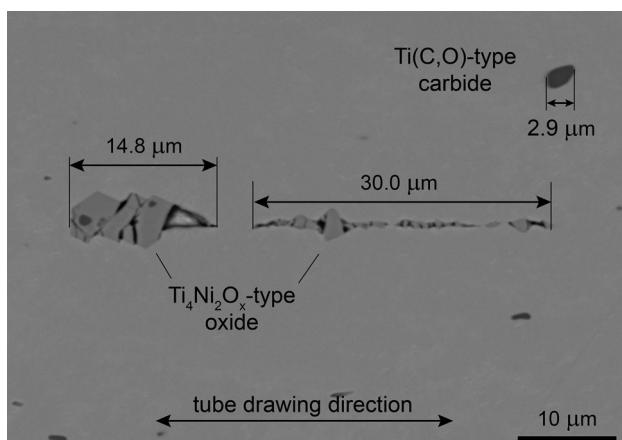 Ti(C,O)-type
carbide
2.9 μm
14.8 μm
30.0 μm
Ti₄Ni₂Oₓ-type
oxide
tube drawing direction
10 μm